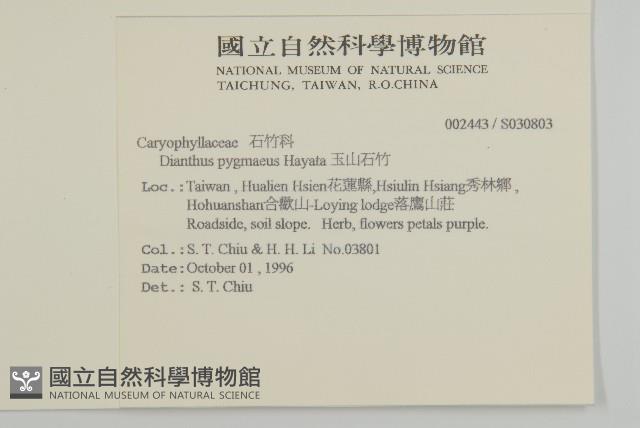 國立自然科學博物館
NATIONAL MUSEUM OF NATURAL SCIENCE
TAICHUNG, TAIWAN, R.O.CHINA
002443 / S030803
Caryophyllaceae 石竹科
Dianthus pygmaeus Hayata 玉山石竹
Loc.:Taiwan , Hualien Hsien花蓮縣,Hsiulin Hsiang秀林鄉 ,
Hohuanshan合歡山-Loying lodge落鷹山莊
Roadside, soil slope. Herb, flowers petals purple.
Col.: S. T. Chiu & H. H. Li No.03801
Date:October 01 , 1996
Det.: S. T. Chiu
國立自然科學博物館
NATIONAL MUSEUM OF NATURAL SCIENCE